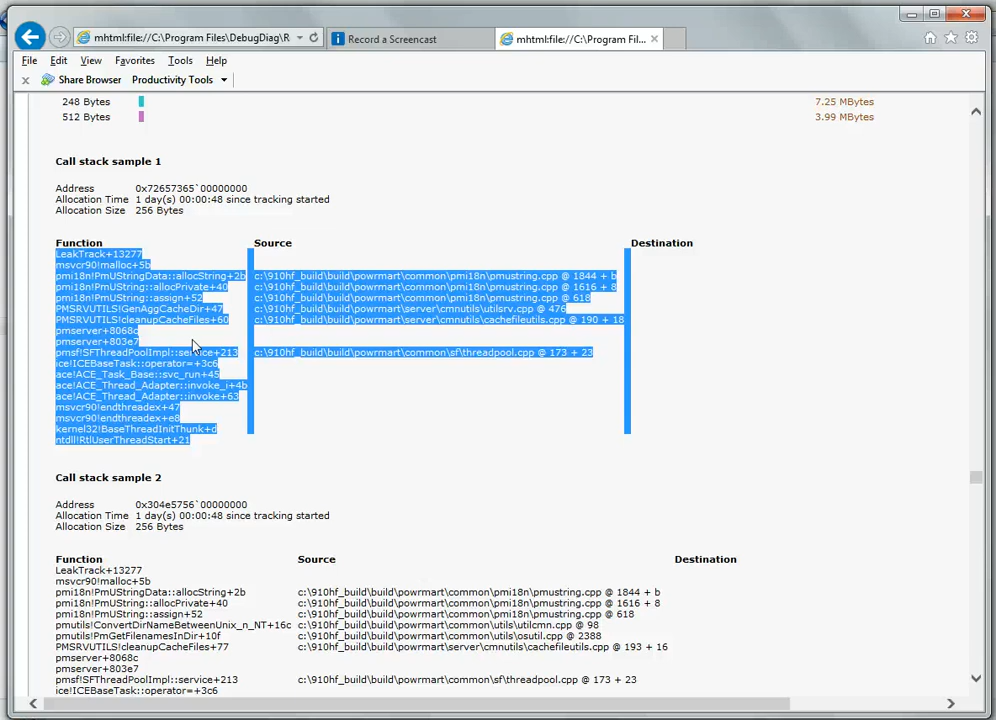 mhtml:file://C:\Program Files\DebugDiag\R
Record a Screencast
mhtml:file://C:\Program Fil...
File Edit View Favorites Tools Help
x Share Browser Productivity Tools
248 Bytes 7.25 MBytes
512 Bytes 3.99 MBytes
Call stack sample 1
Address 0x72657365`00000000
Allocation Time 1 day(s) 00:00:48 since tracking started
Allocation Size 256 Bytes
Function Source Destination
LeakTrack+13277
msvcr90!malloc+5b
pmi18n!PmUStringData::allocString+2b c:\910hf_build\build\powrmart\common\pmi18n\pmustring.cpp @ 1844 + b
pmi18n!PmUString::allocPrivate+40 c:\910hf_build\build\powrmart\common\pmi18n\pmustring.cpp @ 1616 + 8
pmi18n!PmUString::assign+52 c:\910hf_build\build\powrmart\common\pmi18n\pmustring.cpp @ 618
PMSRVUTILS!GenAggCacheDir+47 c:\910hf_build\build\powrmart\server\cmnutils\utilsrv.cpp @ 476
PMSRVUTILS!cleanupCacheFiles+60 c:\910hf_build\build\powrmart\server\cmnutils\cachefileutils.cpp @ 190 + 18
pmserver+8068c
pmserver+803e7
pmsf!SFThreadPoolImpl::service+213 c:\910hf_build\build\powrmart\common\sf\threadpool.cpp @ 173 + 23
ice!ICEBaseTask::operator=+3c6
ace!ACE_Task_Base::svc_run+45
ace!ACE_Thread_Adapter::invoke_i+4b
ace!ACE_Thread_Adapter::invoke+63
msvcr90!endthreadex+47
msvcr90!endthreadex+e8
kernel32!BaseThreadInitThunk+d
ntdll!RtlUserThreadStart+21
Call stack sample 2
Address 0x304e5756`00000000
Allocation Time 1 day(s) 00:00:48 since tracking started
Allocation Size 256 Bytes
Function Source Destination
LeakTrack+13277
msvcr90!malloc+5b
pmi18n!PmUStringData::allocString+2b c:\910hf_build\build\powrmart\common\pmi18n\pmustring.cpp @ 1844 + b
pmi18n!PmUString::allocPrivate+40 c:\910hf_build\build\powrmart\common\pmi18n\pmustring.cpp @ 1616 + 8
pmi18n!PmUString::assign+52 c:\910hf_build\build\powrmart\common\pmi18n\pmustring.cpp @ 618
pmutils!ConvertDirNameBetweenUnix_n_NT+16c c:\910hf_build\build\powrmart\common\utils\utilcmn.cpp @ 98
pmutils!PmGetFilenamesInDir+10f c:\910hf_build\build\powrmart\common\utils\osutil.cpp @ 2388
PMSRVUTILS!cleanupCacheFiles+77 c:\910hf_build\build\powrmart\server\cmnutils\cachefileutils.cpp @ 193 + 16
pmserver+8068c
pmserver+803e7
pmsf!SFThreadPoolImpl::service+213 c:\910hf_build\build\powrmart\common\sf\threadpool.cpp @ 173 + 23
ice!ICEBaseTask::operator=+3c6